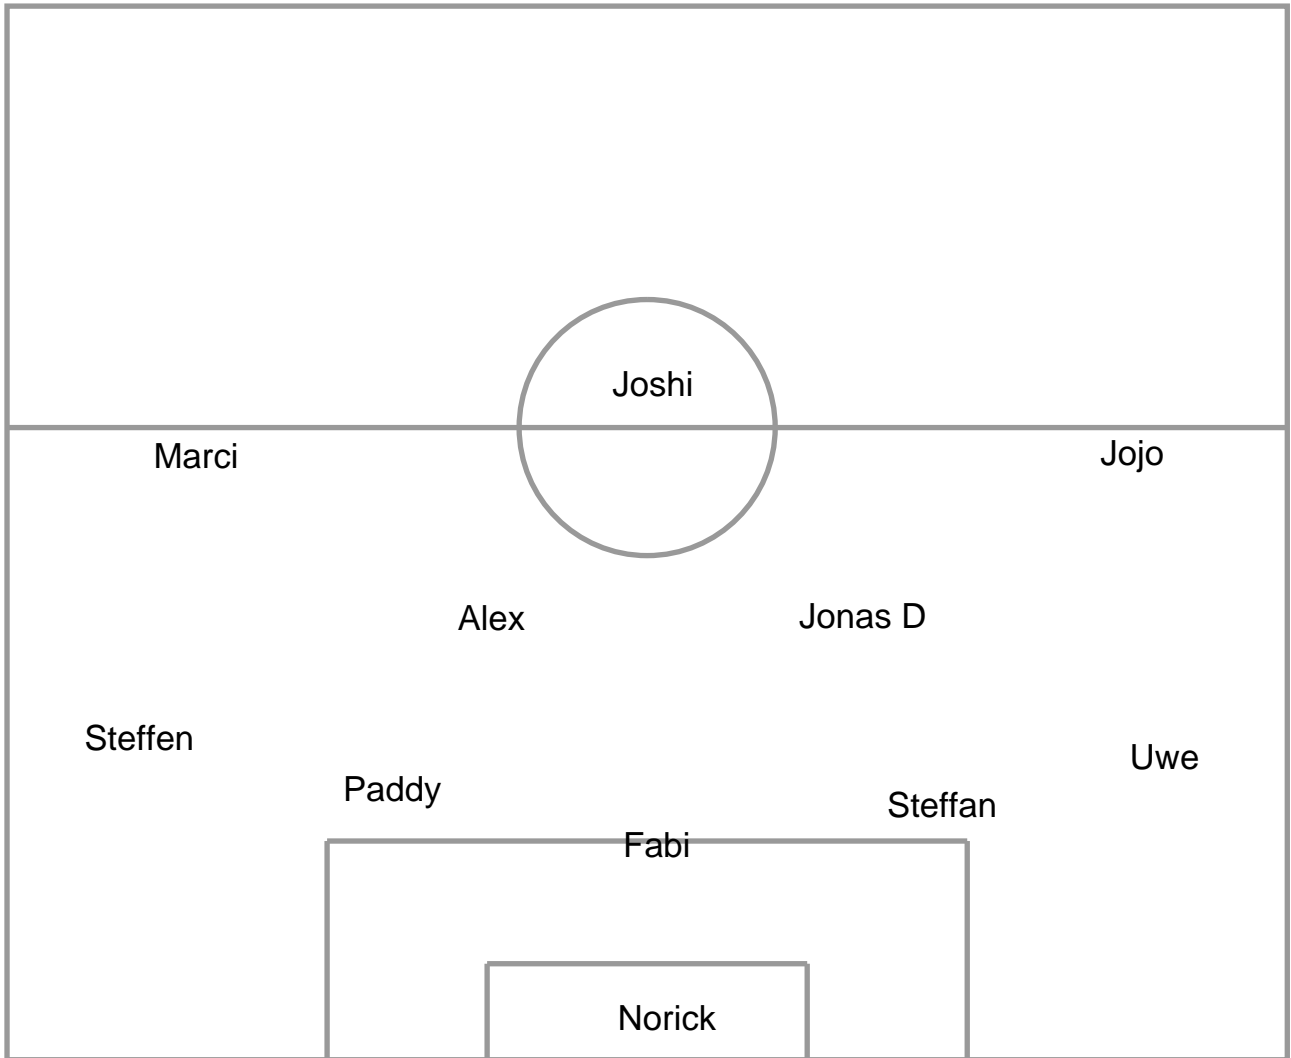 Joshi
Marci
Jojo
Alex
Jonas D
Steffen
Uwe
Paddy
Steffan
Fabi
Norick